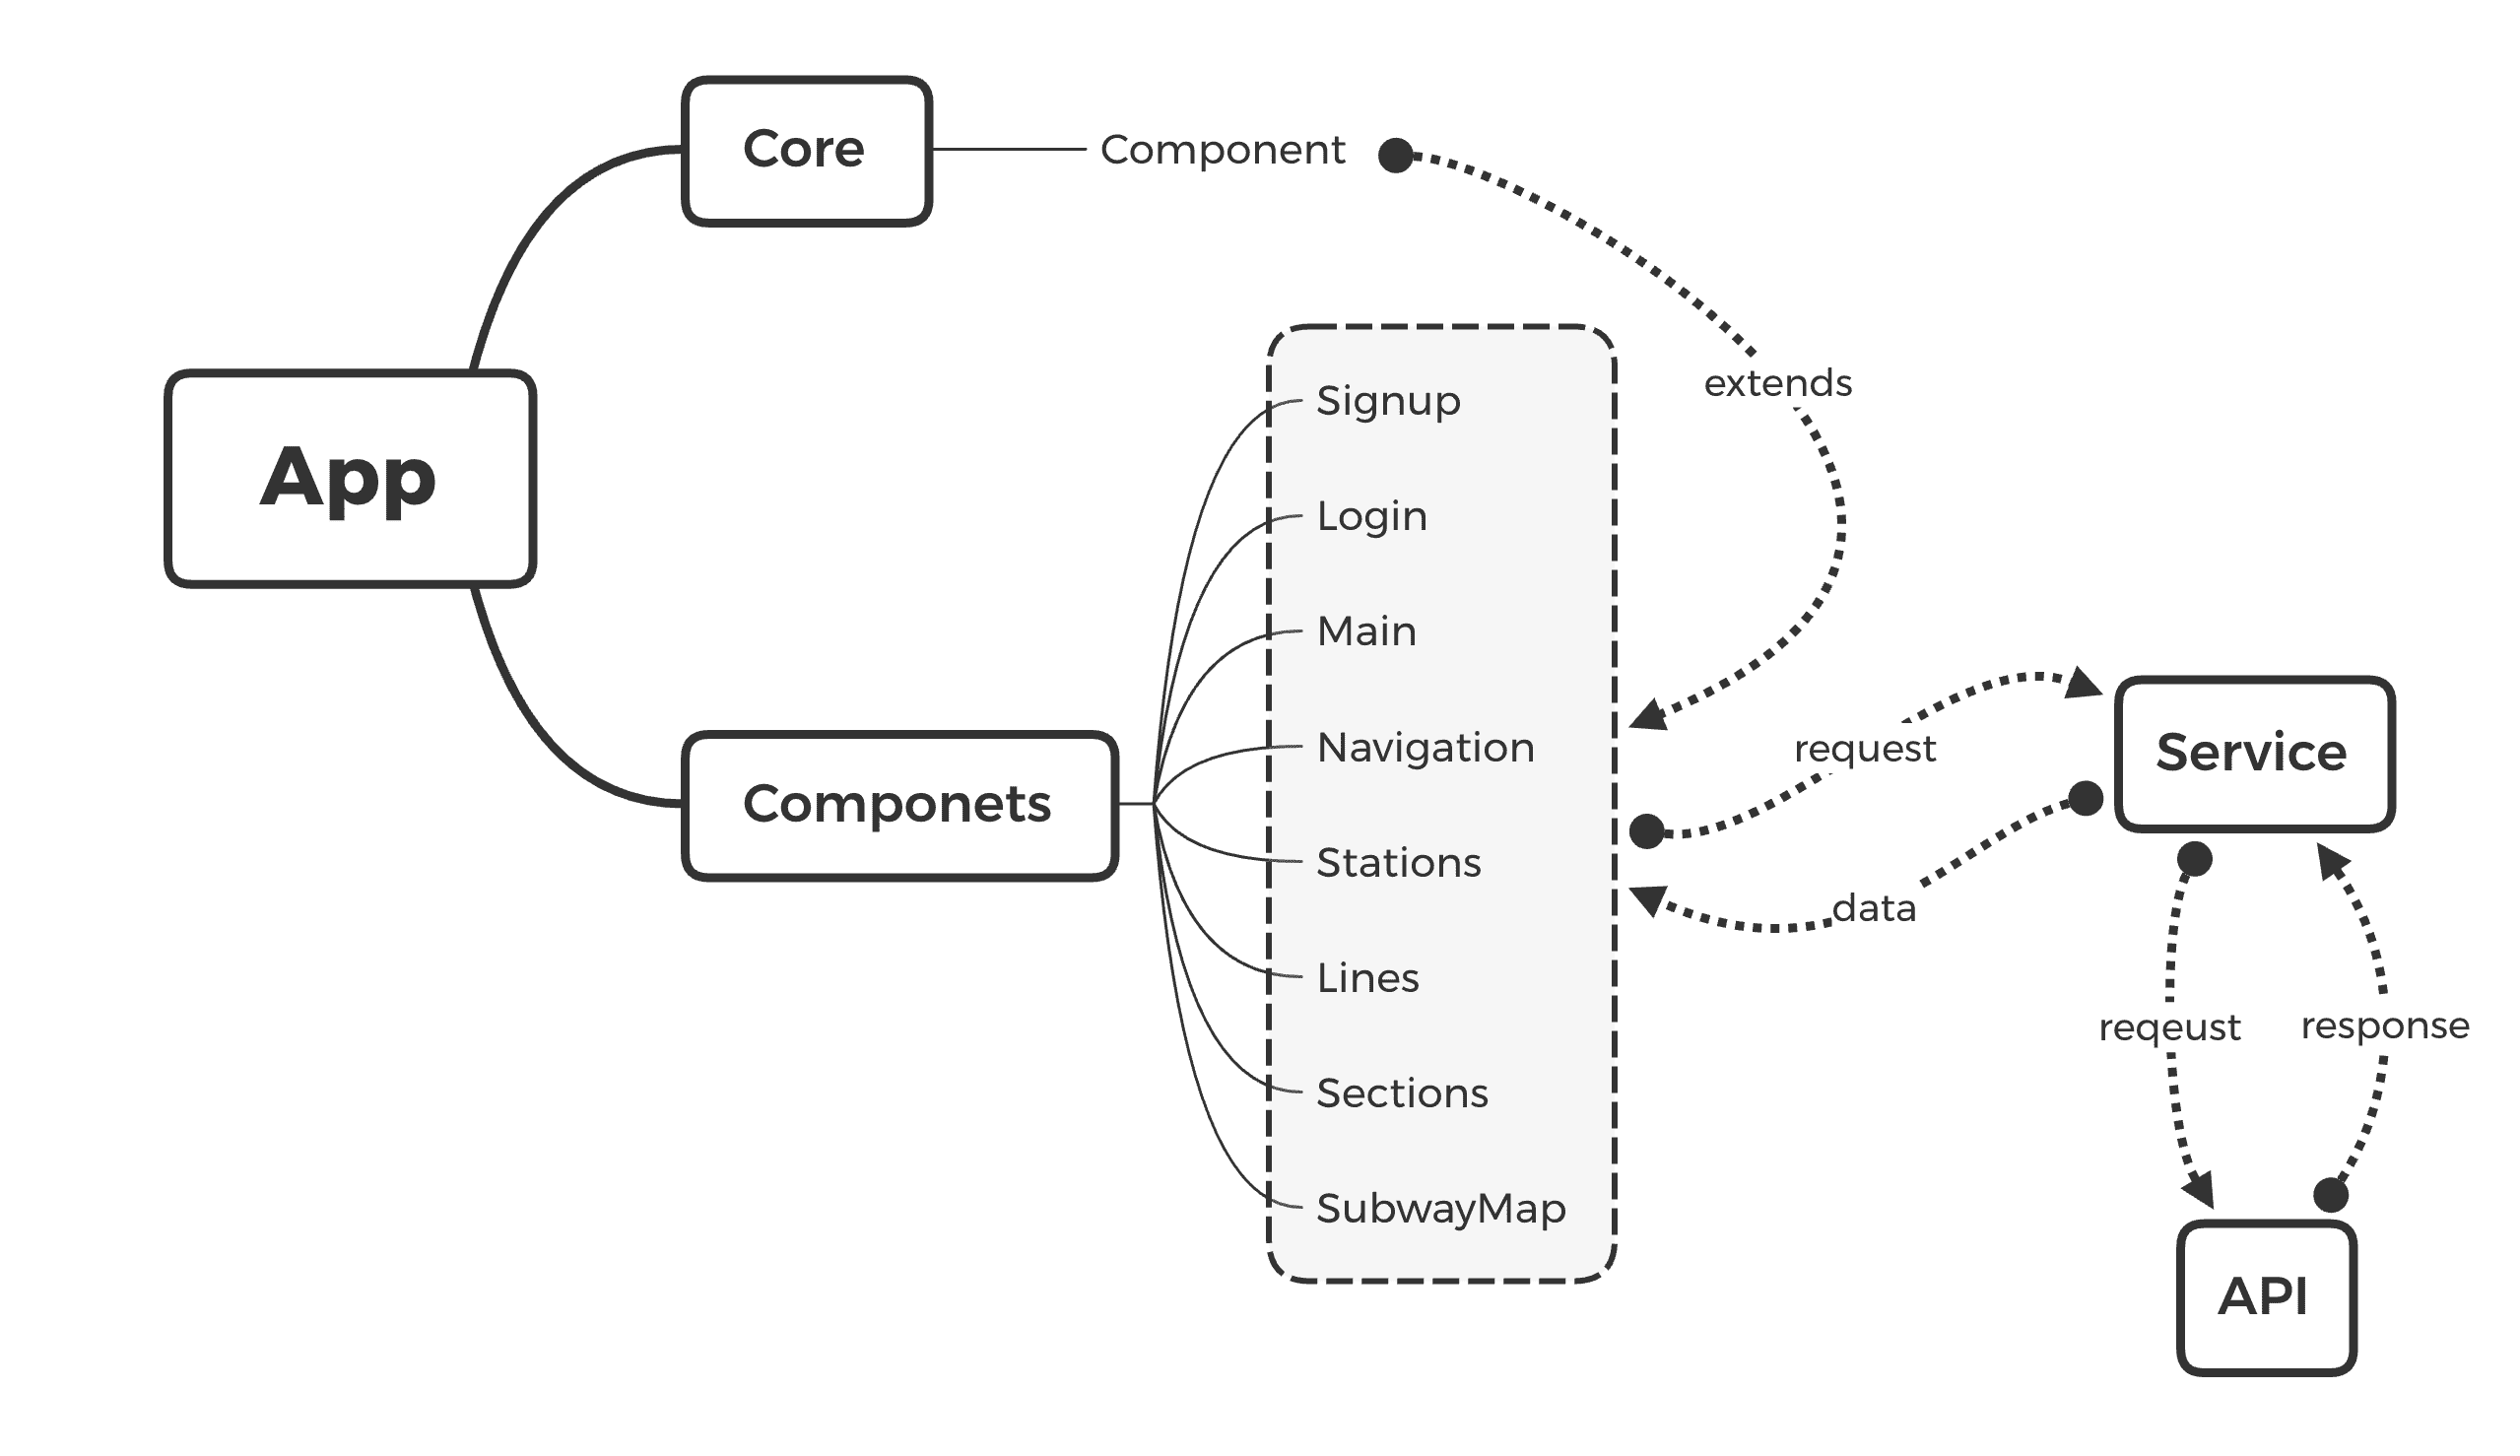 Core
Component
extends
App
Signup
Login
Main
Navigation
Stations
Lines
Sections
SubwayMap
Componets
request
data
Service
reqeust
response
API